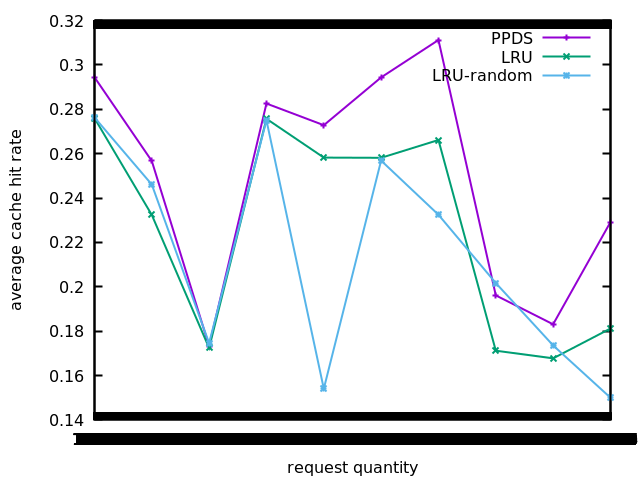 0.32
0.3
0.28
0.26
0.24
0.22
0.2
0.18
0.16
0.14
average cache hit rate
PPDS
LRU
LRU-random
request quantity